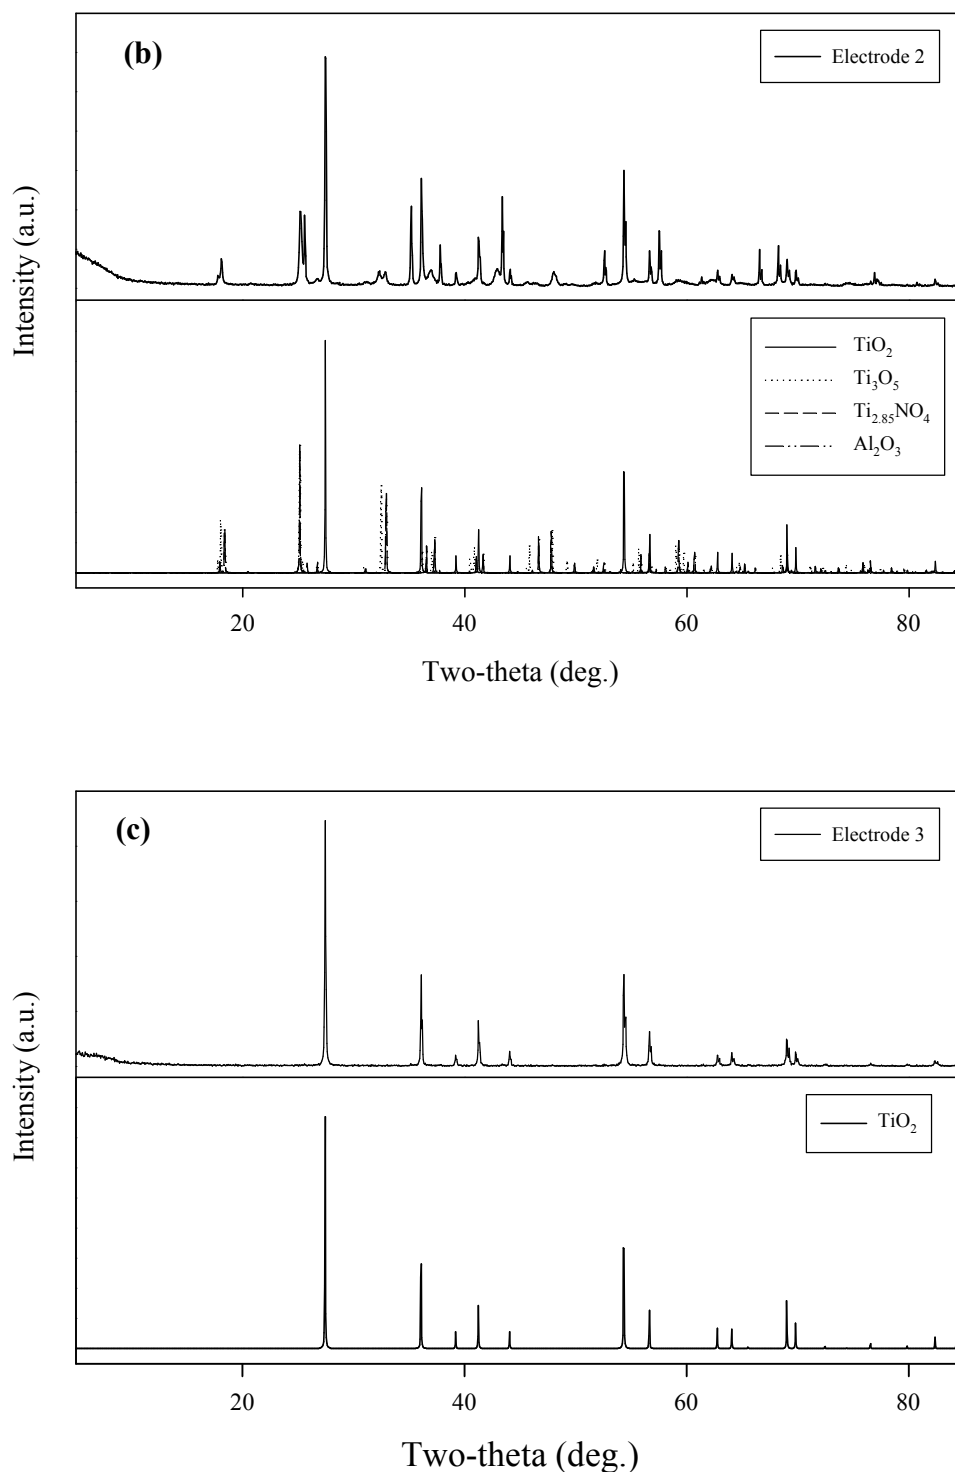 (b)
Electrode 2
Intensity (a.u.)
TiO2
Ti3O5
Ti2.85NO4
Al2O3
20 40 60 80
Two-theta (deg.)
(c)
Electrode 3
Intensity (a.u.)
TiO2
20 40 60 80
Two-theta (deg.)